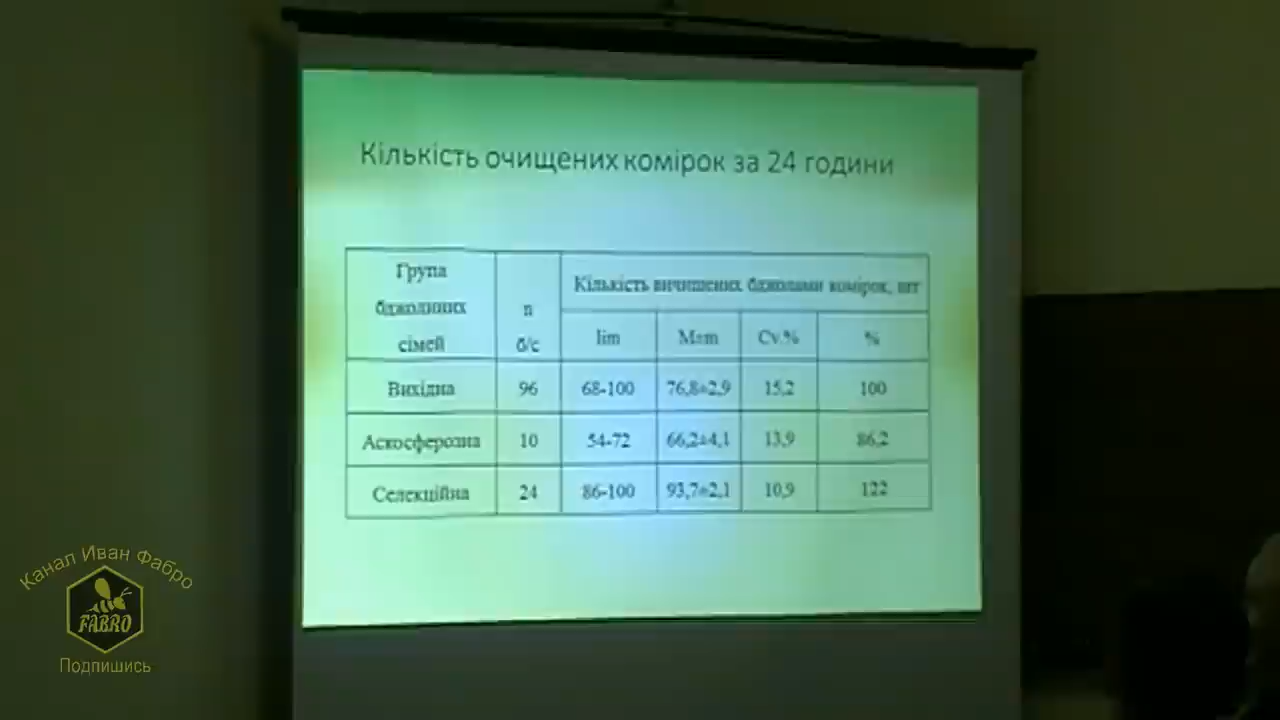 Кількість очищених комірок за 24 години
Група бджолиних сімей
n б/с
Кількість вичищених бджолами комірок, шт
lim M±m Cv.% %
Вихідна 96 68-100 76,8±2,9 15,2 100
Аскосферозна 10 54-72 66,2±4,1 13,9 86,2
Селекційна 24 86-100 93,7±2,1 10,9 122
Канал Иван Фабро
FABRO
Подпишись